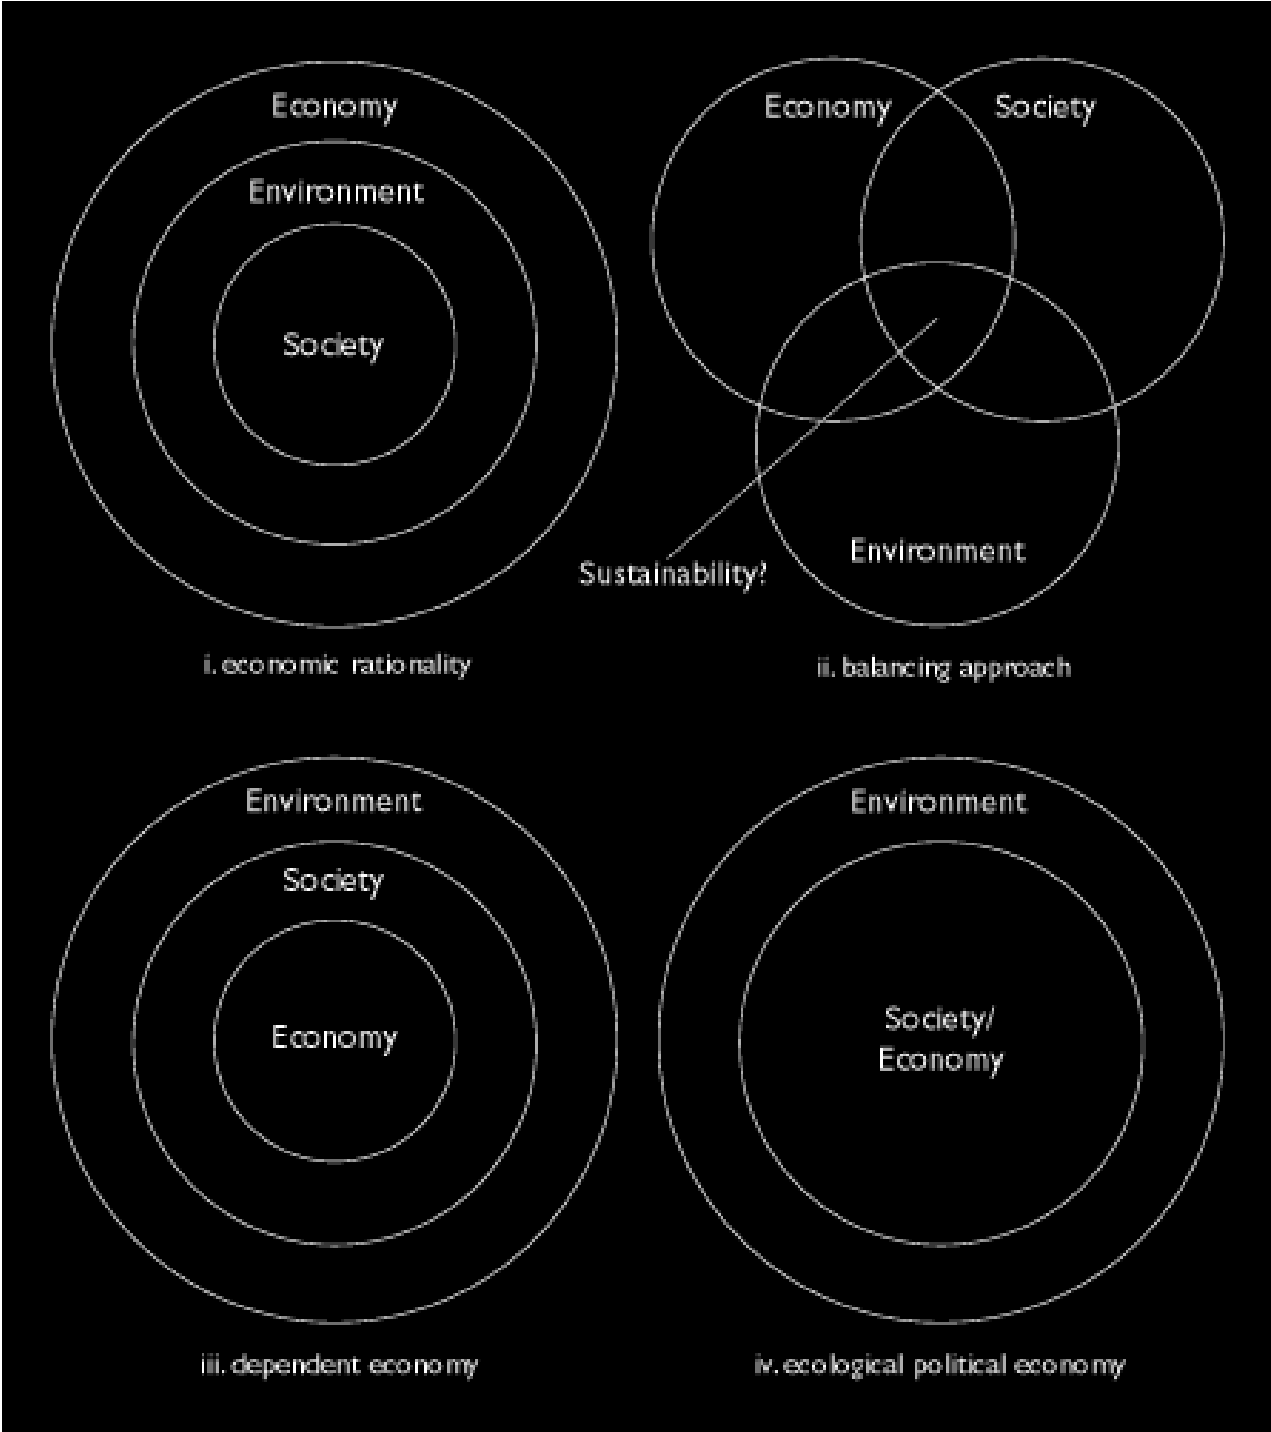 Economy
Environment
Society
i. economic rationality
Economy
Society
Sustainability?
Environment
ii. balancing approach
Environment
Society
Economy
iii. dependent economy
Environment
Society/
Economy
iv. ecological political economy